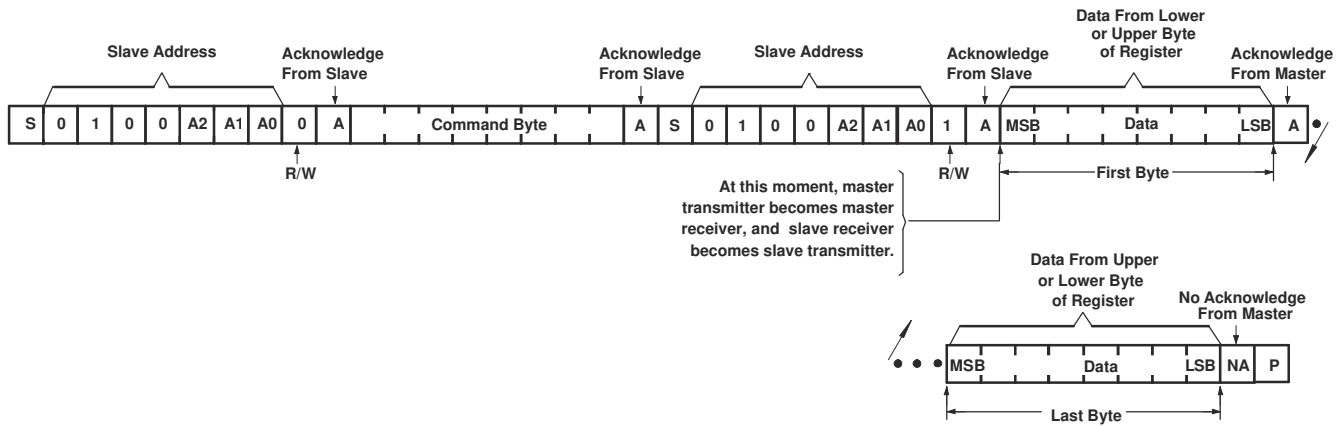 Slave Address
Acknowledge
From Slave
Acknowledge
From Slave
Slave Address
Acknowledge
From Slave
Data From Lower
or Upper Byte
of Register
Acknowledge
From Master
S 0 1 0 0 A2 A1 A0 0 A Command Byte A S 0 1 0 0 A2 A1 A0 1 A MSB Data LSB A
R/W
R/W
First Byte
At this moment, master
transmitter becomes master
receiver, and slave receiver
becomes slave transmitter.
Data From Upper
or Lower Byte
of Register
No Acknowledge
From Master
MSB Data LSB NA P
Last Byte